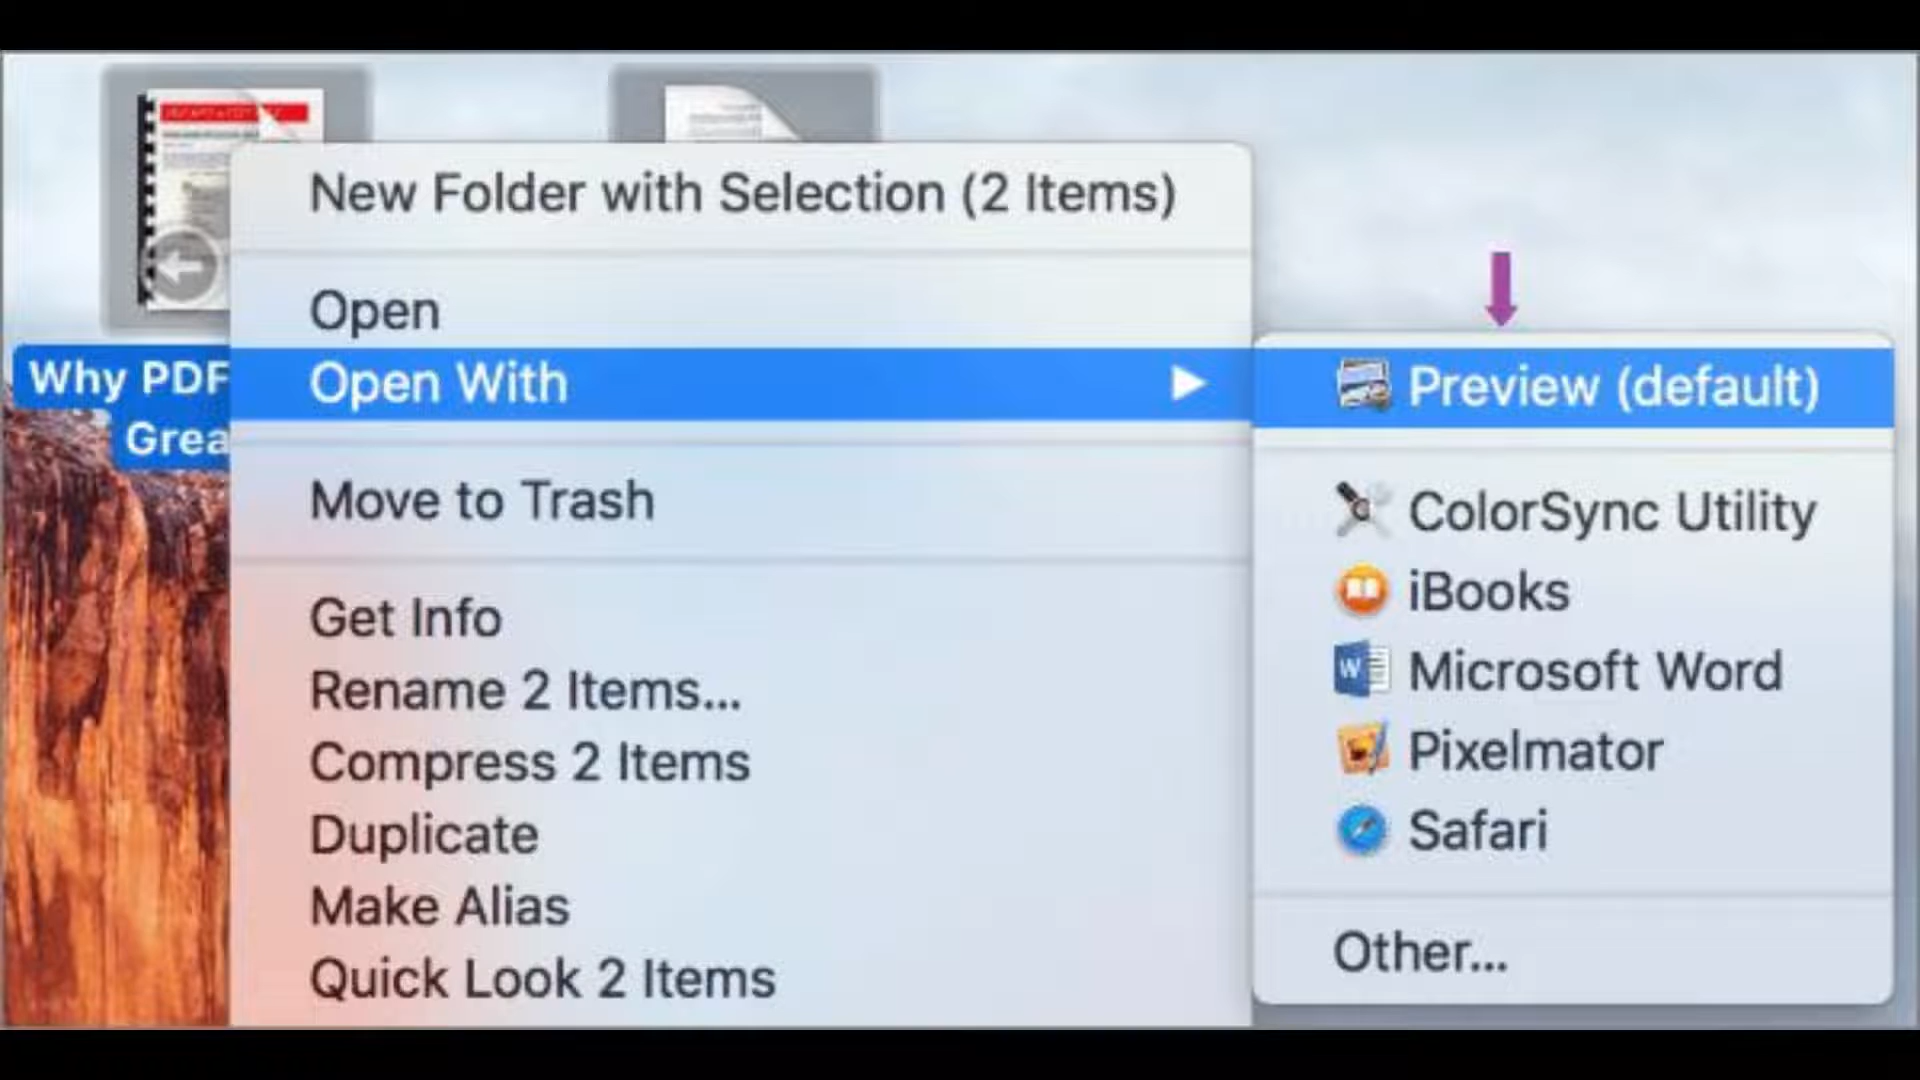 New Folder with Selection (2 Items)
Open
Open With
Why PDF
Grea
Move to Trash
Get Info
Rename 2 Items...
Compress 2 Items
Duplicate
Make Alias
Quick Look 2 Items
Preview (default)
ColorSync Utility
iBooks
Microsoft Word
Pixelmator
Safari
Other...